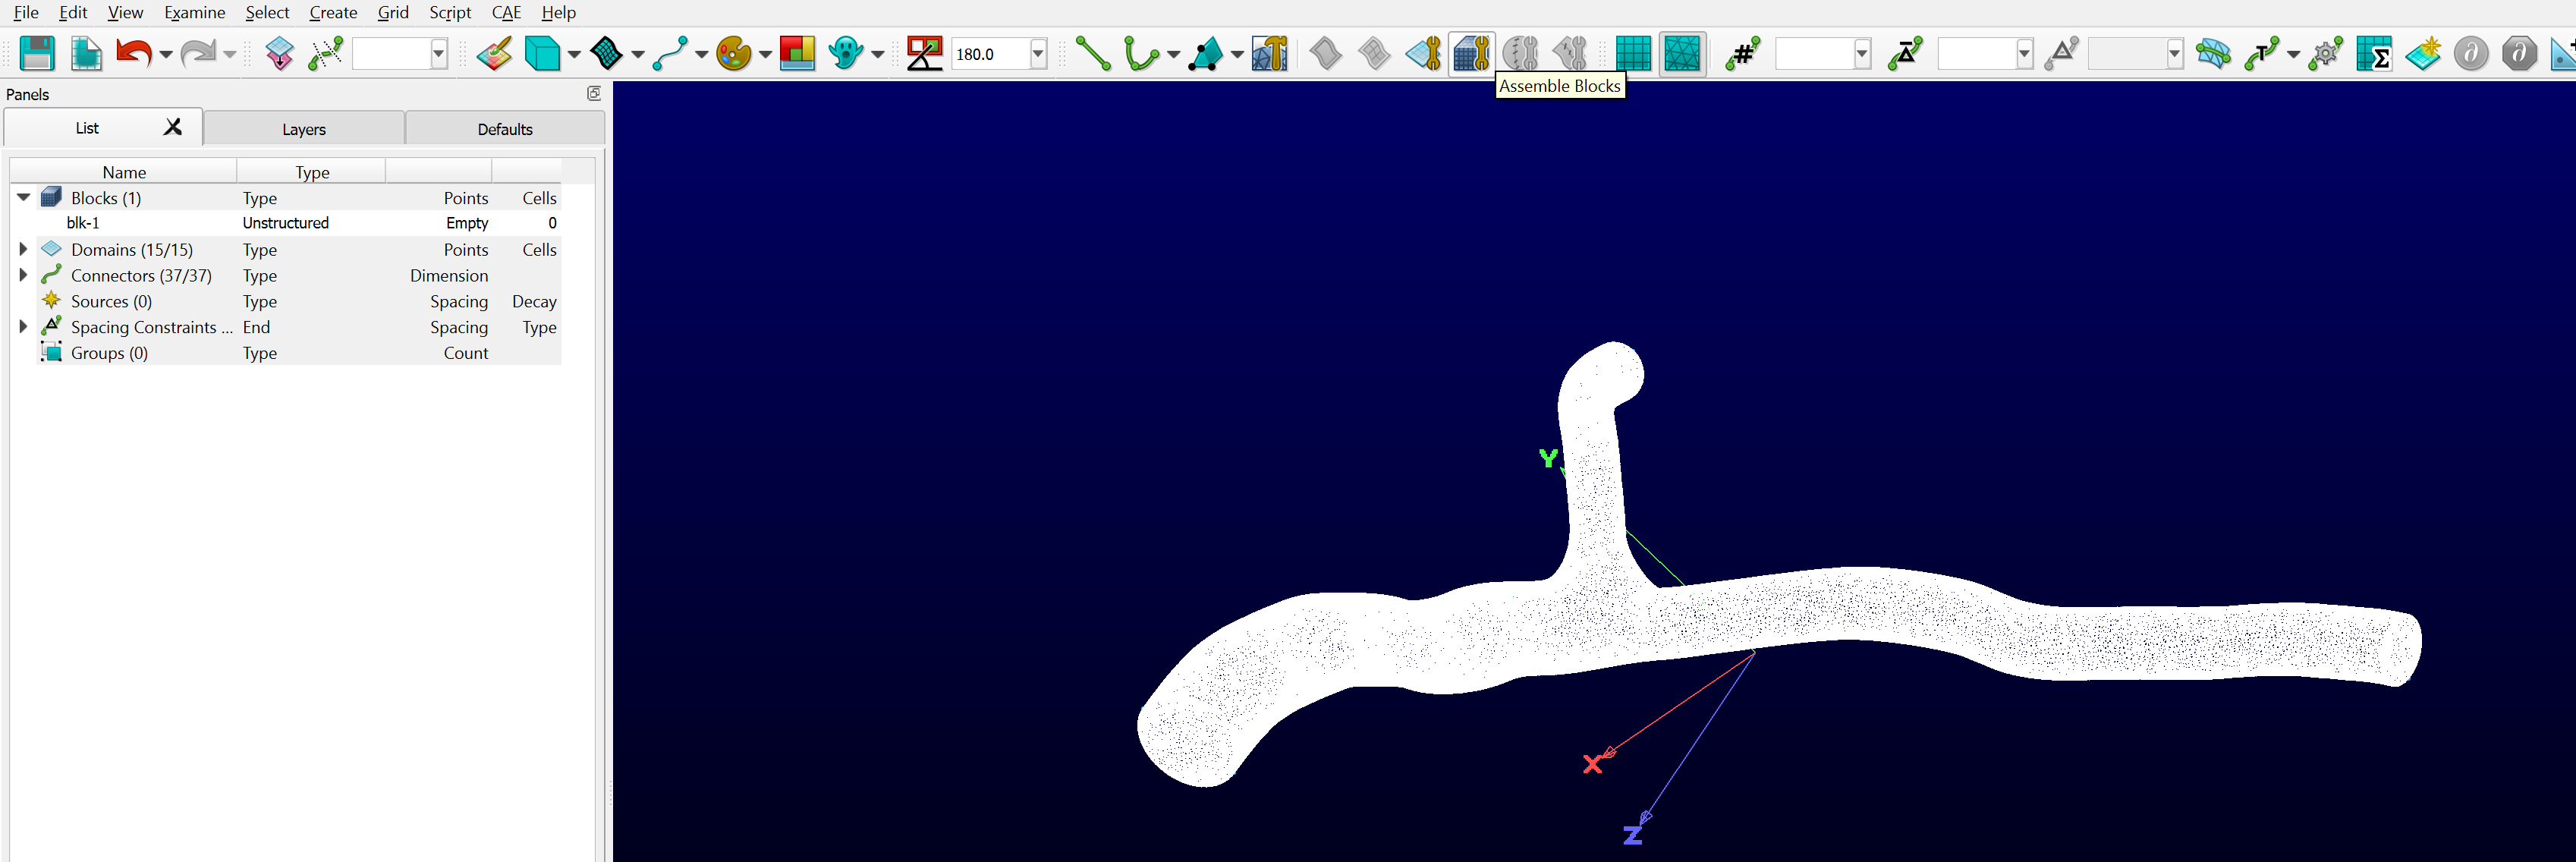 File Edit View Examine Select Create Grid Script CAE Help
180.0
Assemble Blocks
Panels
List Layers Defaults
Name Type
Blocks (1) Type Points Cells
blk-1 Unstructured Empty 0
Domains (15/15) Type Points Cells
Connectors (37/37) Type Dimension
Sources (0) Type Spacing Decay
Spacing Constraints ... End Spacing Type
Groups (0) Type Count
Y
X
Z